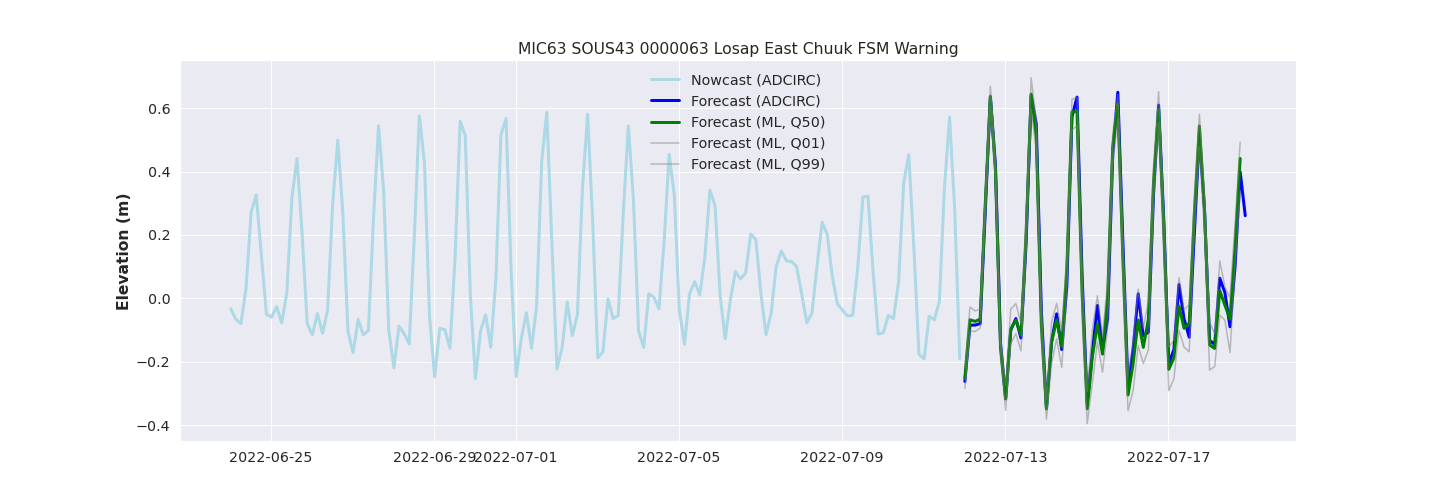 MIC63 SOUS43 0000063 Losap East Chuuk FSM Warning
Nowcast (ADCIRC)
Forecast (ADCIRC)
Forecast (ML, Q50)
Forecast (ML, Q01)
Forecast (ML, Q99)
Elevation (m)
0.6
0.4
0.2
0.0
−0.2
−0.4
2022-06-25 2022-06-29 2022-07-01 2022-07-05 2022-07-09 2022-07-13 2022-07-17